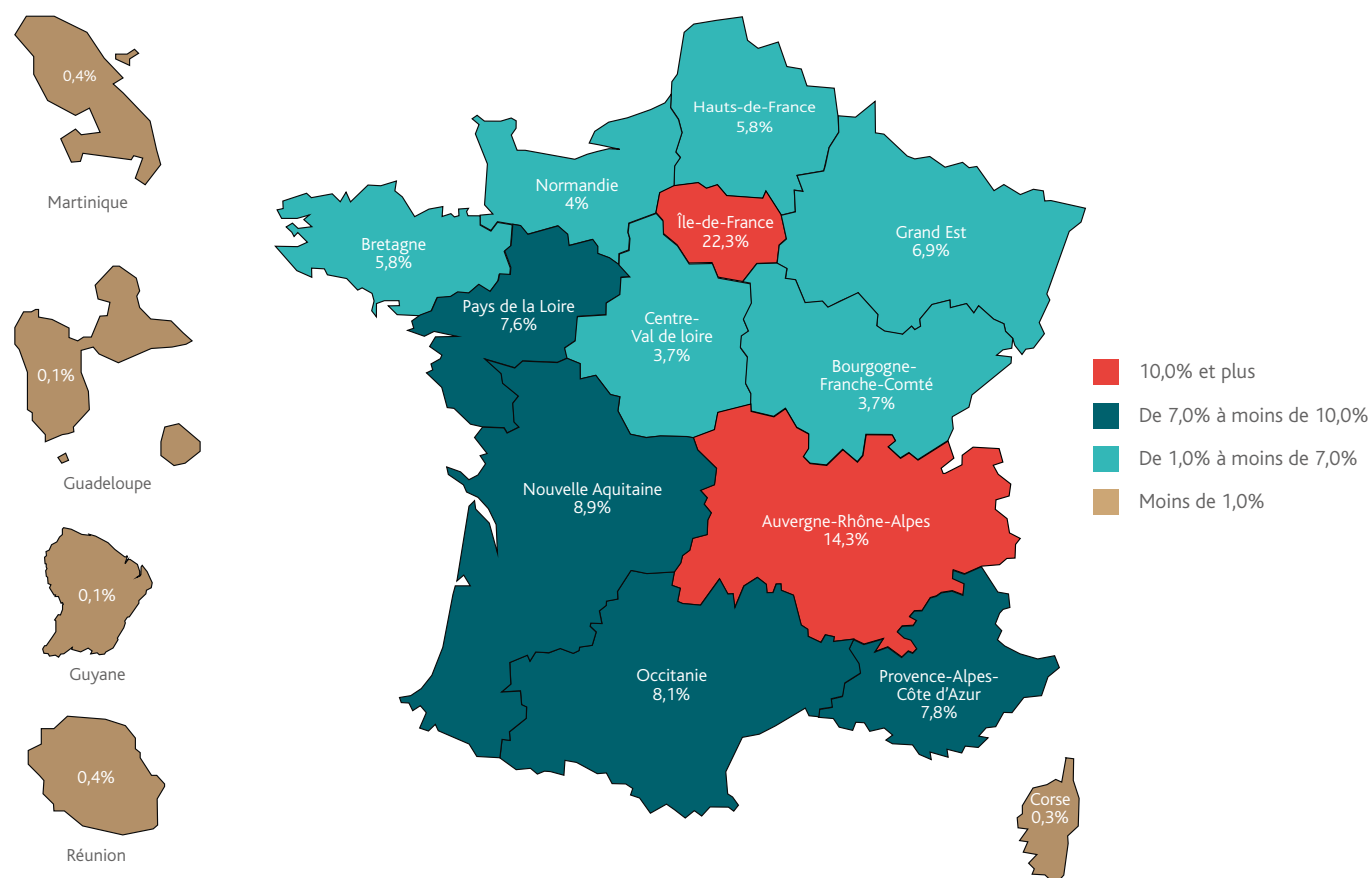 0,4%
Martinique
0,1%
Guadeloupe
0,1%
Guyane
0,4%
Réunion
Hauts-de-France
5,8%
Normandie
4%
Île-de-France
22,3%
Grand Est
6,9%
Bretagne
5,8%
Pays de la Loire
7,6%
Centre-
Val de loire
3,7%
Bourgogne-
Franche-Comté
3,7%
Nouvelle Aquitaine
8,9%
Auvergne-Rhône-Alpes
14,3%
Occitanie
8,1%
Provence-Alpes-
Côte d'Azur
7,8%
Corse
0,3%
10,0% et plus
De 7,0% à moins de 10,0%
De 1,0% à moins de 7,0%
Moins de 1,0%